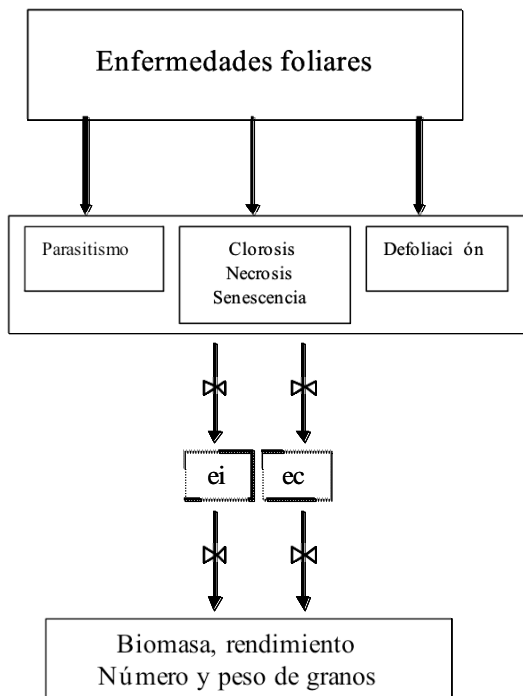 Enfermedades foliares
Parasitismo
Clorosis
Necrosis
Senescencia
Defoliaci ón
ei
ec
Biomasa, rendimiento
Número y peso de granos